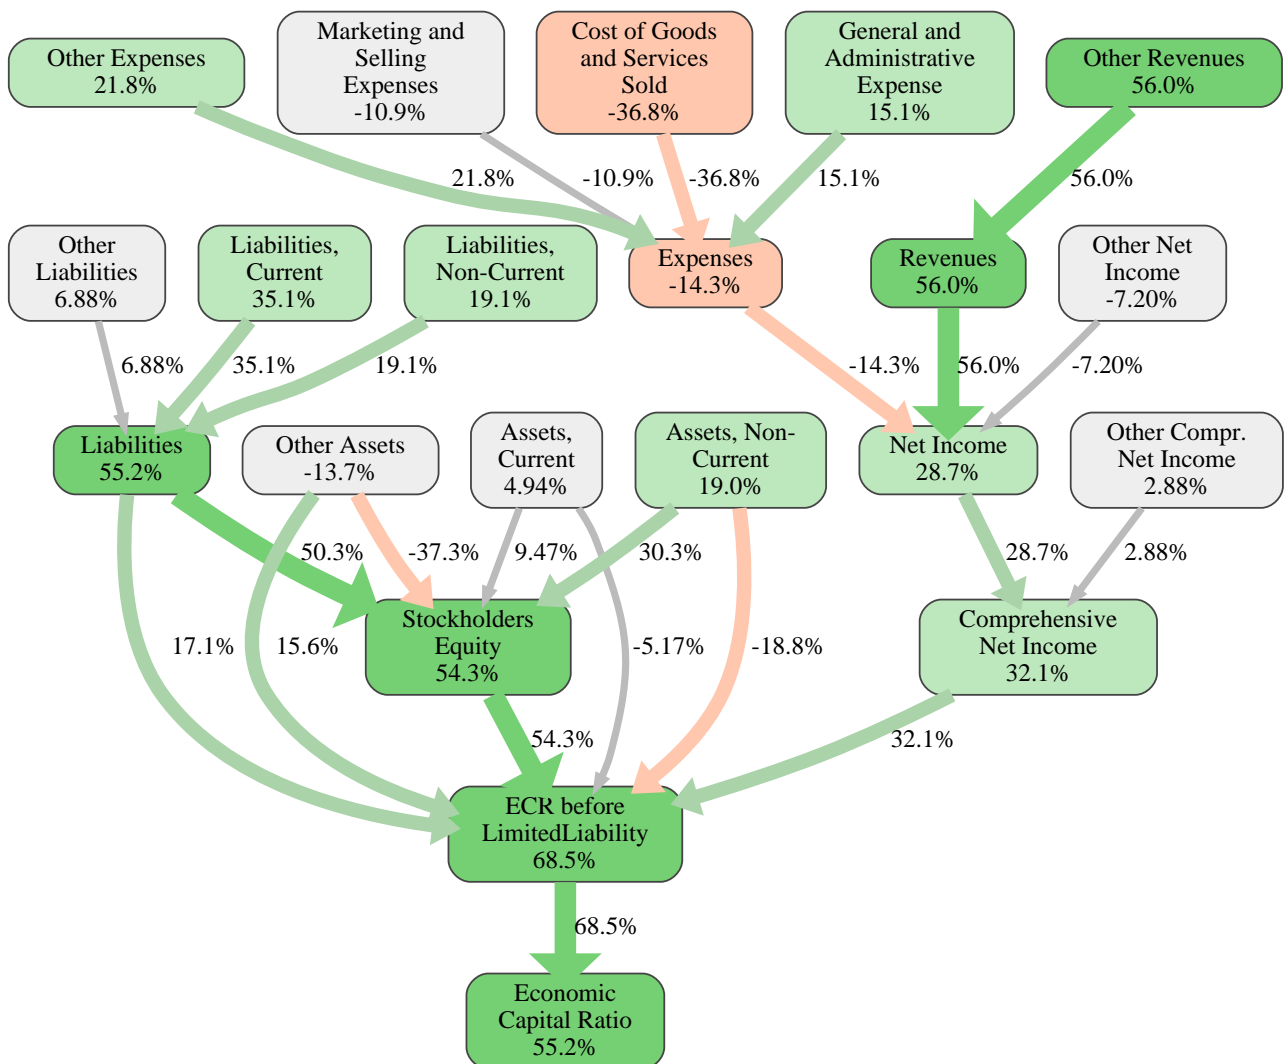 Other Expenses
21.8%
Marketing and
Selling
Expenses
-10.9%
Cost of Goods
and Services
Sold
-36.8%
General and
Administrative
Expense
15.1%
Other Revenues
56.0%
21.8%
-10.9%
-36.8%
15.1%
56.0%
Other
Liabilities
6.88%
Liabilities,
Current
35.1%
Liabilities,
Non-Current
19.1%
Expenses
-14.3%
Revenues
56.0%
Other Net
Income
-7.20%
6.88%
35.1%
19.1%
-14.3%
56.0%
-7.20%
Liabilities
55.2%
Other Assets
-13.7%
Assets,
Current
4.94%
Assets, Non-
Current
19.0%
Net Income
28.7%
Other Compr.
Net Income
2.88%
50.3%
-37.3%
9.47%
30.3%
28.7%
2.88%
Stockholders
Equity
54.3%
Comprehensive
Net Income
32.1%
17.1%
15.6%
-5.17%
-18.8%
54.3%
32.1%
ECR before
LimitedLiability
68.5%
68.5%
Economic
Capital Ratio
55.2%